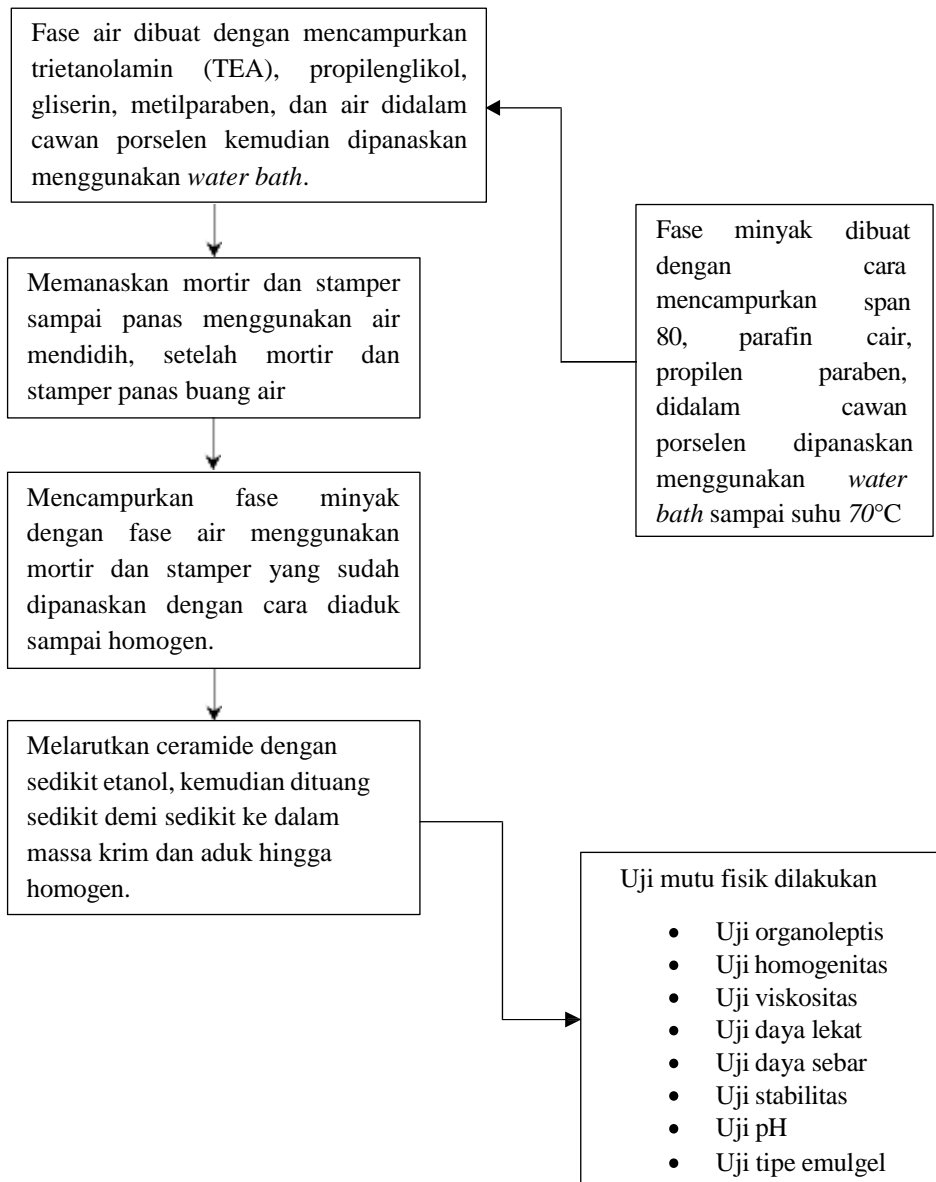 Fase air dibuat dengan mencampurkan
trietanolamin (TEA), propilenglikol,
gliserin, metilparaben, dan air didalam
cawan porselen kemudian dipanaskan
menggunakan water bath.
Fase minyak dibuat
dengan cara
mencampurkan span
80, parafin cair,
propilen paraben,
didalam cawan
porselen dipanaskan
menggunakan water
bath sampai suhu 70°C
Memanaskan mortir dan stamper
sampai panas menggunakan air
mendidih, setelah mortir dan
stamper panas buang air
Mencampurkan fase minyak
dengan fase air menggunakan
mortir dan stamper yang sudah
dipanaskan dengan cara diaduk
sampai homogen.
Melarutkan ceramide dengan
sedikit etanol, kemudian dituang
sedikit demi sedikit ke dalam
massa krim dan aduk hingga
homogen.
Uji mutu fisik dilakukan
• Uji organoleptis
• Uji homogenitas
• Uji viskositas
• Uji daya lekat
• Uji daya sebar
• Uji stabilitas
• Uji pH
• Uji tipe emulgel